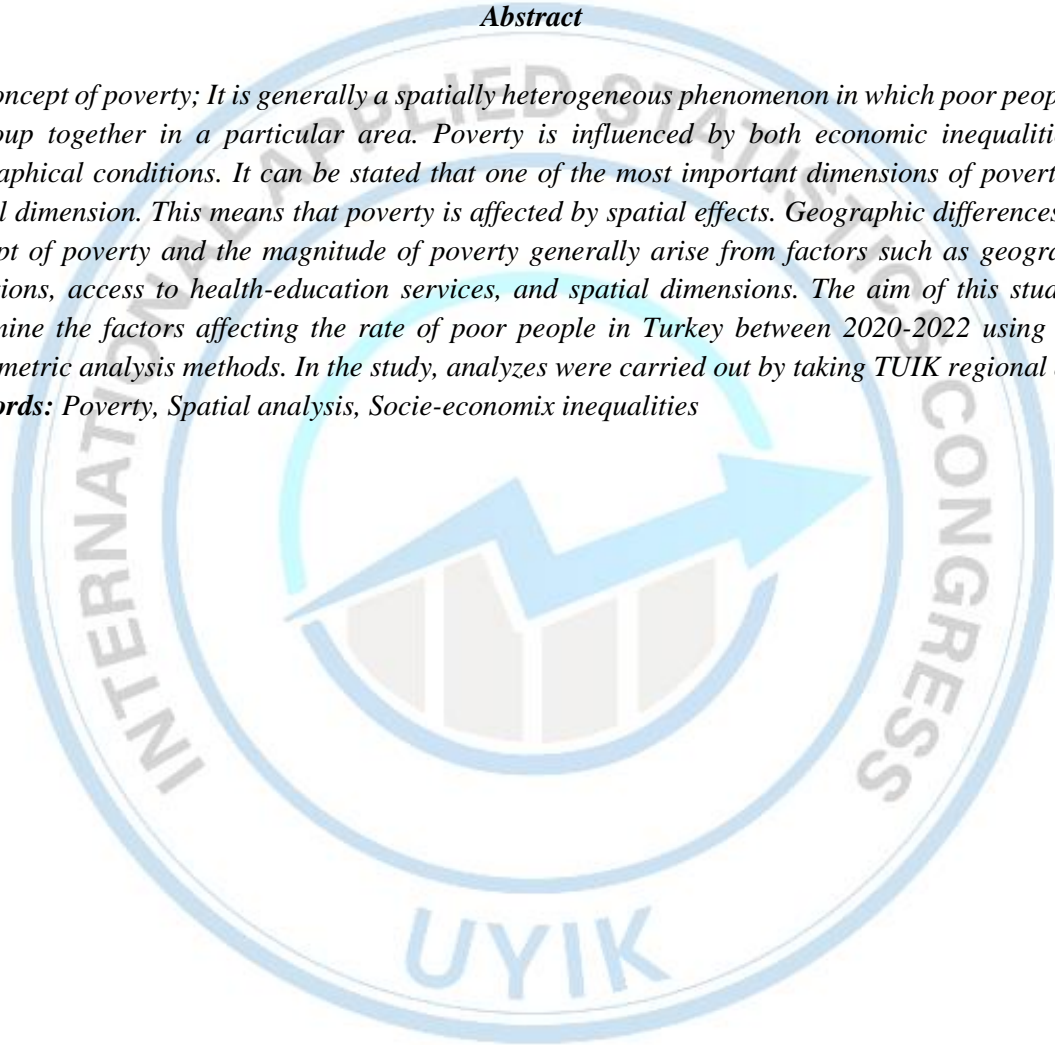 Abstract
oncept of poverty; It is generally a spatially heterogeneous phenomenon in which poor peop
oup together in a particular area. Poverty is influenced by both economic inequaliti
aphical conditions. It can be stated that one of the most important dimensions of povert
l dimension. This means that poverty is affected by spatial effects. Geographic differences
pt of poverty and the magnitude of poverty generally arise from factors such as geogra
ions, access to health-education services, and spatial dimensions. The aim of this stud
mine the factors affecting the rate of poor people in Turkey between 2020-2022 using
metric analysis methods. In the study, analyzes were carried out by taking TUIK regional
ords: Poverty, Spatial analysis, Socie-economix inequalities
INTERNATIONAL APPLIED STATISTICS CONGRESS
UYIK